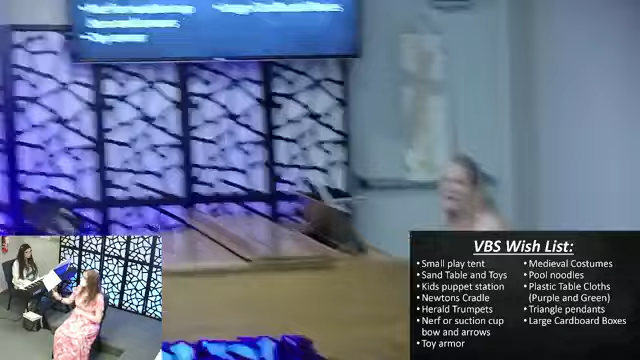 VBS Wish List:
• Small play tent
• Sand Table and Toys
• Kids puppet station
• Newtons Cradle
• Herald Trumpets
• Nerf or suction cup
bow and arrows
• Toy armor
• Medieval Costumes
• Pool noodles
• Plastic Table Cloths
(Purple and Green)
• Triangle pendants
• Large Cardboard Boxes